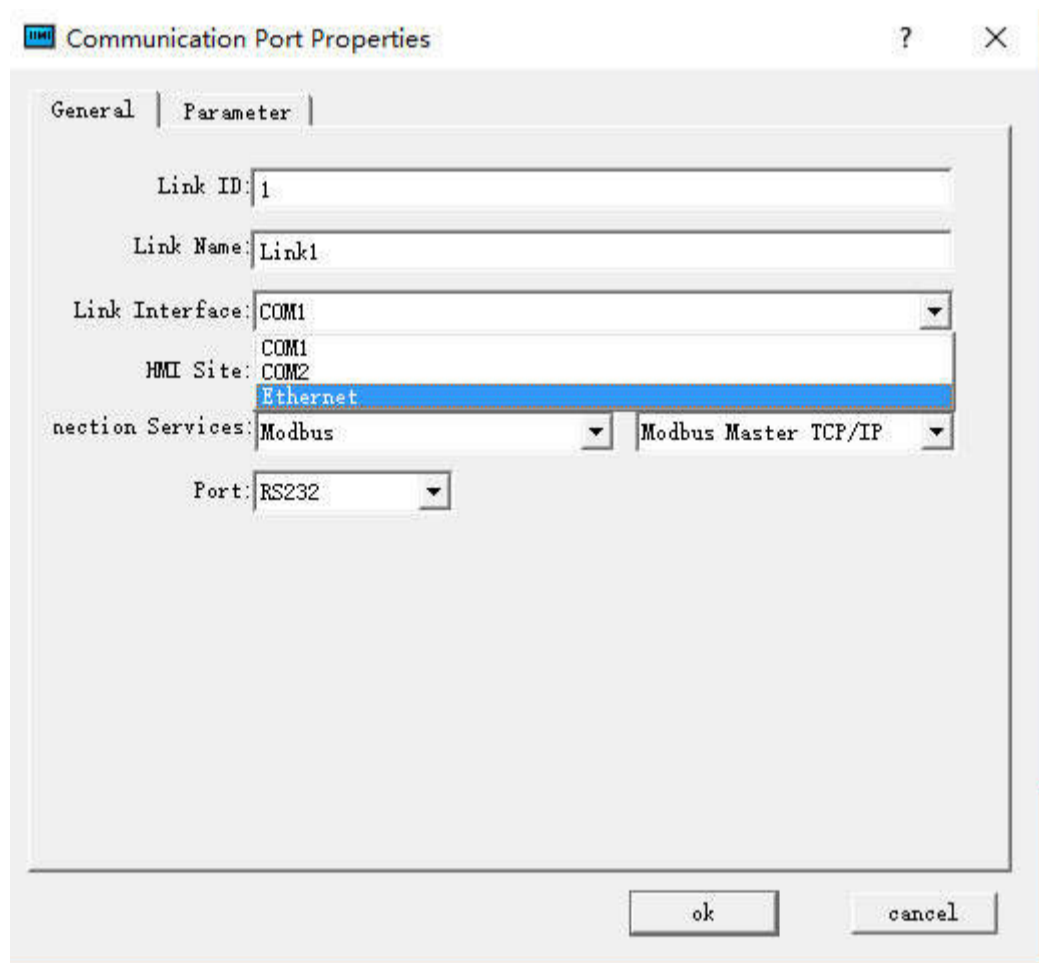 HMI Communication Port Properties ? ×
General Parameter
Link ID: 1
Link Name: Link1
Link Interface: COM1
COM1
HMI Site: COM2
Ethernet
nection Services: Modbus Modbus Master TCP/IP
Port: RS232
ok cancel